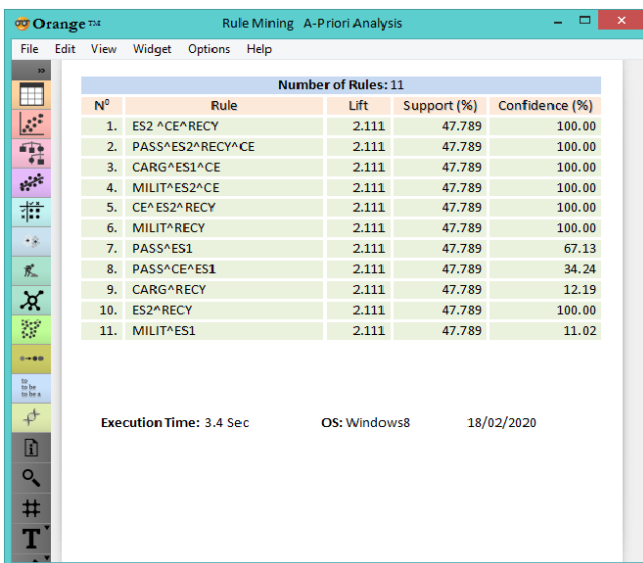 Orange ™ Rule Mining A-Priori Analysis
File Edit View Widget Options Help
Number of Rules: 11
Nº Rule Lift Support (%) Confidence (%)
1. ES2 ^CE^RECY 2.111 47.789 100.00
2. PASS^ES2^RECY^CE 2.111 47.789 100.00
3. CARG^ES1^CE 2.111 47.789 100.00
4. MILIT^ES2^CE 2.111 47.789 100.00
5. CE^ES2^RECY 2.111 47.789 100.00
6. MILIT^RECY 2.111 47.789 100.00
7. PASS^ES1 2.111 47.789 67.13
8. PASS^CE^ES1 2.111 47.789 34.24
9. CARG^RECY 2.111 47.789 12.19
10. ES2^RECY 2.111 47.789 100.00
11. MILIT^ES1 2.111 47.789 11.02
to
to be
to be a
Execution Time: 3.4 Sec OS: Windows8 18/02/2020
T